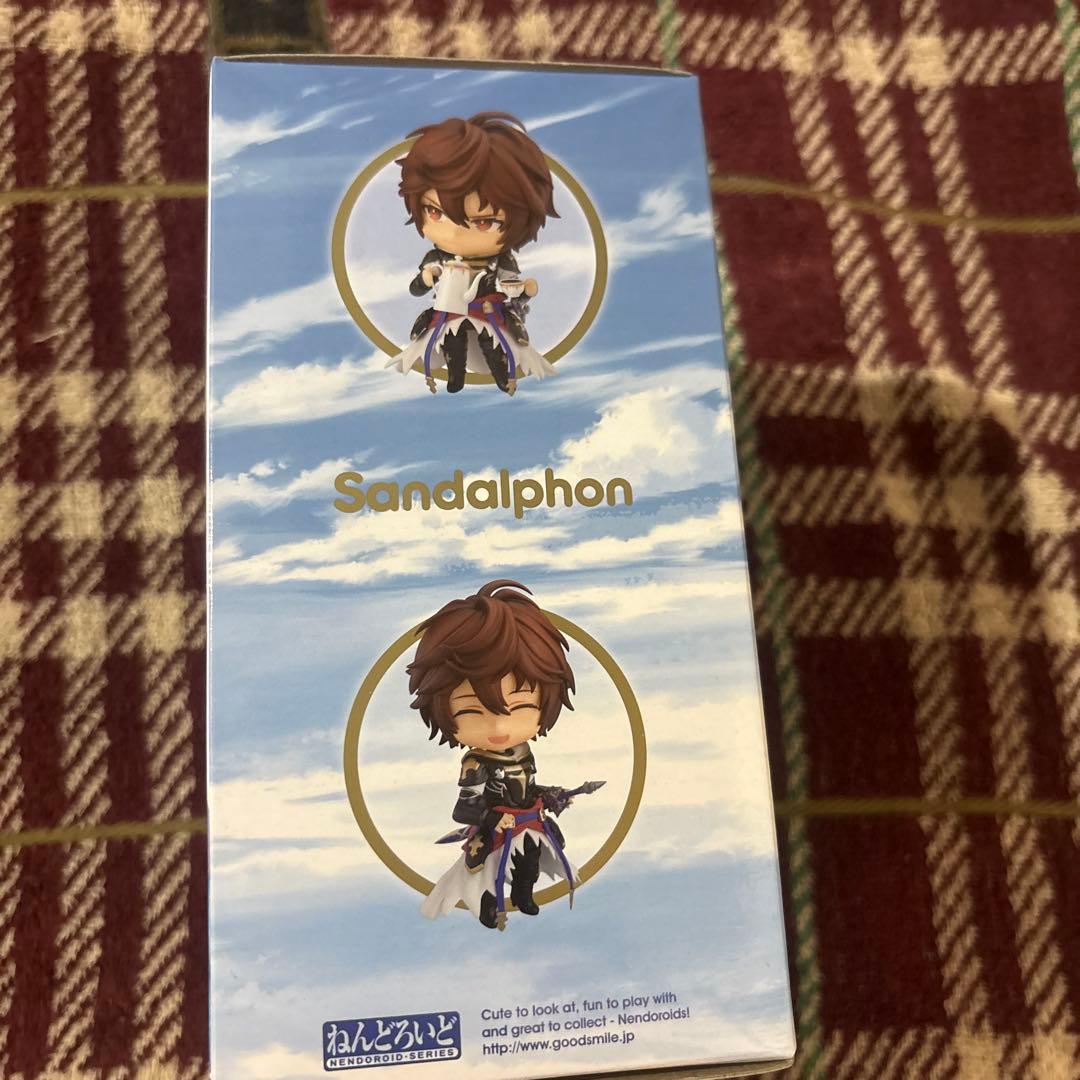 Sandalphon
ねんどろいど
NENDOROID·SERIES
Cute to look at, fun to play with
and great to collect - Nendoroids!
http://www.goodsmile.jp